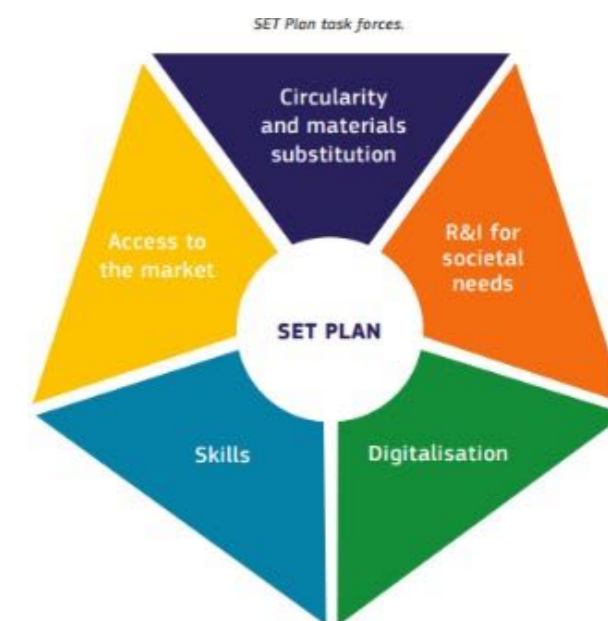 SET Plan task forces.
Circularity
and materials
substitution
Access to
the market
R&I for
societal
needs
SET PLAN
Skills
Digitalisation